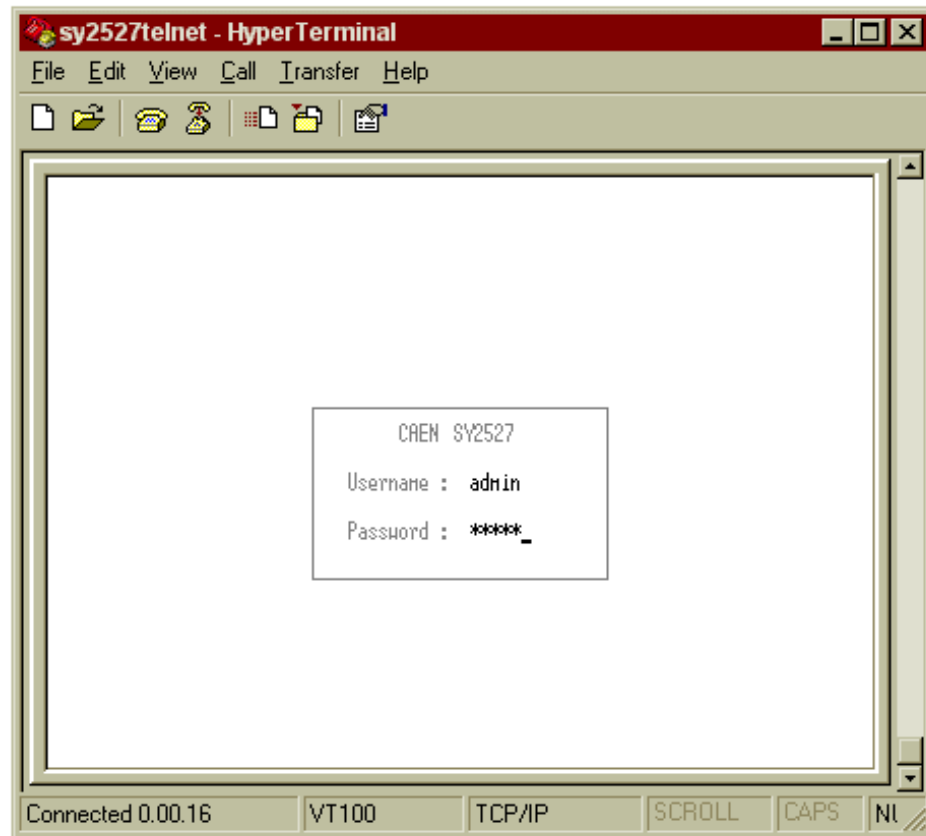 sy2527telnet - HyperTerminal
File Edit View Call Transfer Help
CAEN SY2527
Username : admin
Password : *****_
Connected 0.00.16 VT100 TCP/IP SCROLL CAPS NU